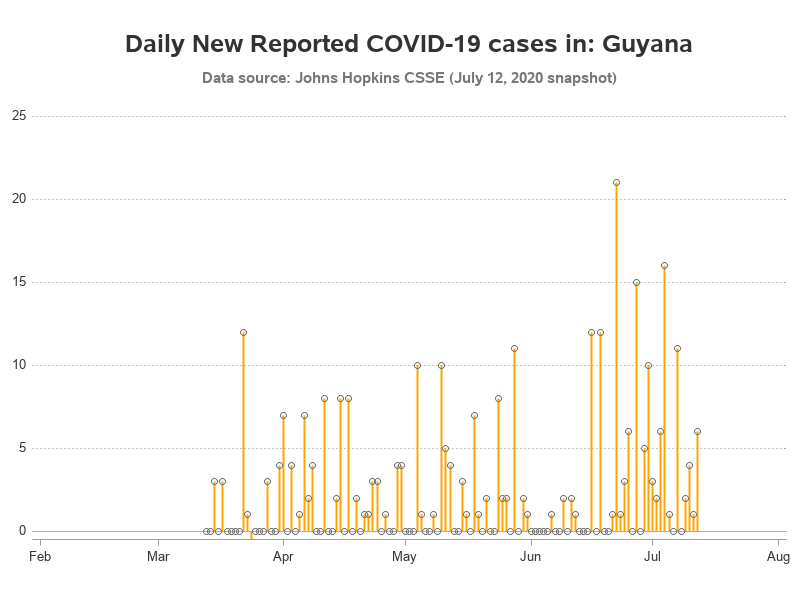 Daily New Reported COVID-19 cases in: Guyana
Data source: Johns Hopkins CSSE (July 12, 2020 snapshot)
25
20
15
10
5
0
Feb Mar Apr May Jun Jul Aug